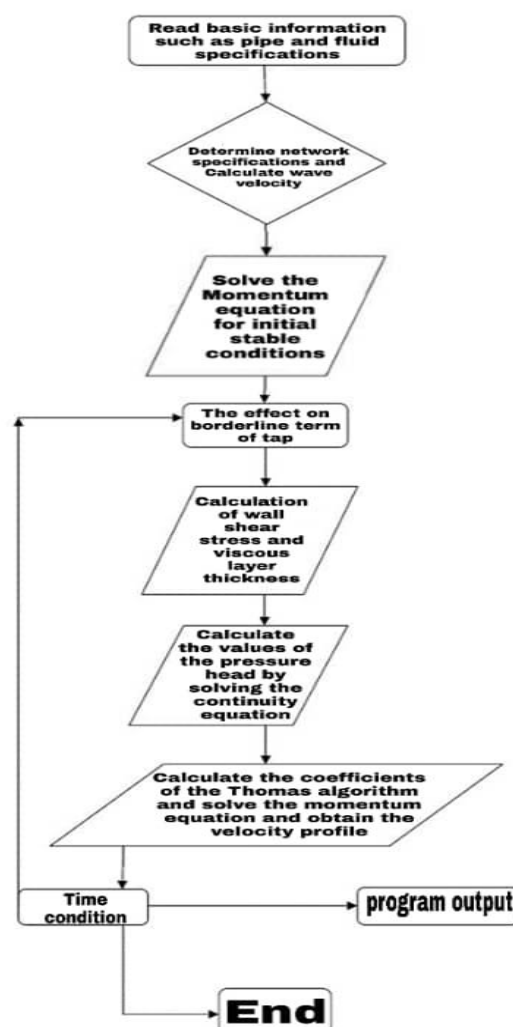 Read basic information
such as pipe and fluid
specifications
Determine network
specifications and
Calculate wave
velocity
Solve the
Momentum
equation
for initial
stable
conditions
The effect on
borderline term
of tap
Calculation
of wall
shear
stress and
viscous
layer
thickness
Calculate
the values of
the pressure
head by
solving the
continuity
equation
Calculate the coefficients
of the Thomas algorithm
and solve the momentum
equation and obtain the
velocity profile
Time
condition
program output
End